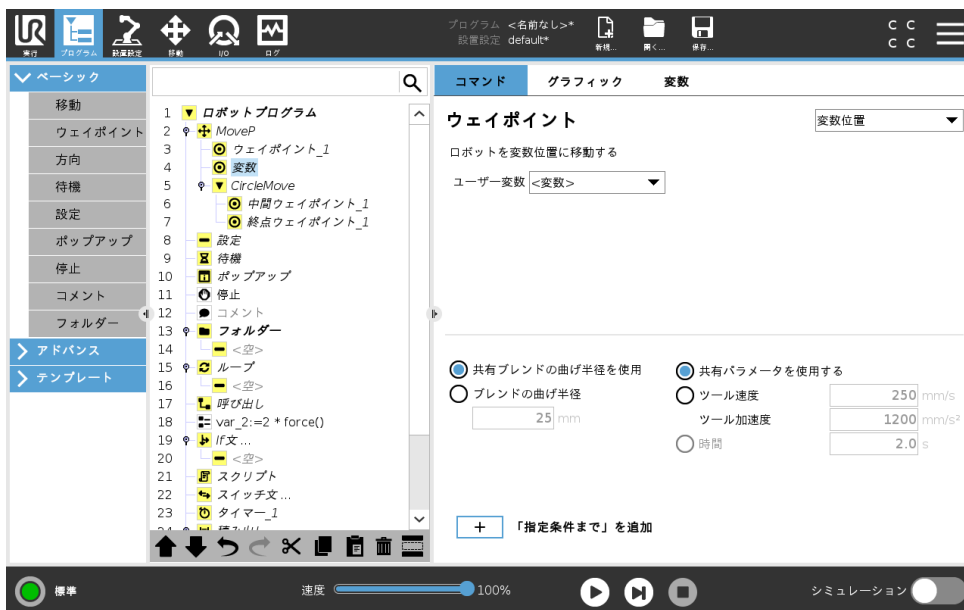 UR
実行
プログラム
設置設定
移動
I/O
ログ
プログラム <名前なし>*
設置設定 default*
新規...
開く...
保存...
C C
C C
ベーシック
移動
ウェイポイント
方向
待機
設定
ポップアップ
停止
コメント
フォルダー
アドバンス
テンプレート
1 ロボットプログラム
2 MoveP
3 ウェイポイント_1
4 変数
5 CircleMove
6 中間ウェイポイント_1
7 終点ウェイポイント_1
8 設定
9 待機
10 ポップアップ
11 停止
12 コメント
13 フォルダー
14 <空>
15 ループ
16 <空>
17 呼び出し
18 var_2:=2 * force()
19 If文...
20 <空>
21 スクリプト
22 スイッチ文...
23 タイマー_1
コマンド グラフィック 変数
ウェイポイント 変数位置
ロボットを変数位置に移動する
ユーザー変数 <変数>
共有ブレンドの曲げ半径を使用
ブレンドの曲げ半径
25 mm
共有パラメータを使用する
ツール速度 250 mm/s
ツール加速度 1200 mm/s²
時間 2.0 s
+ 「指定条件まで」を追加
標準
速度 100%
シミュレーション